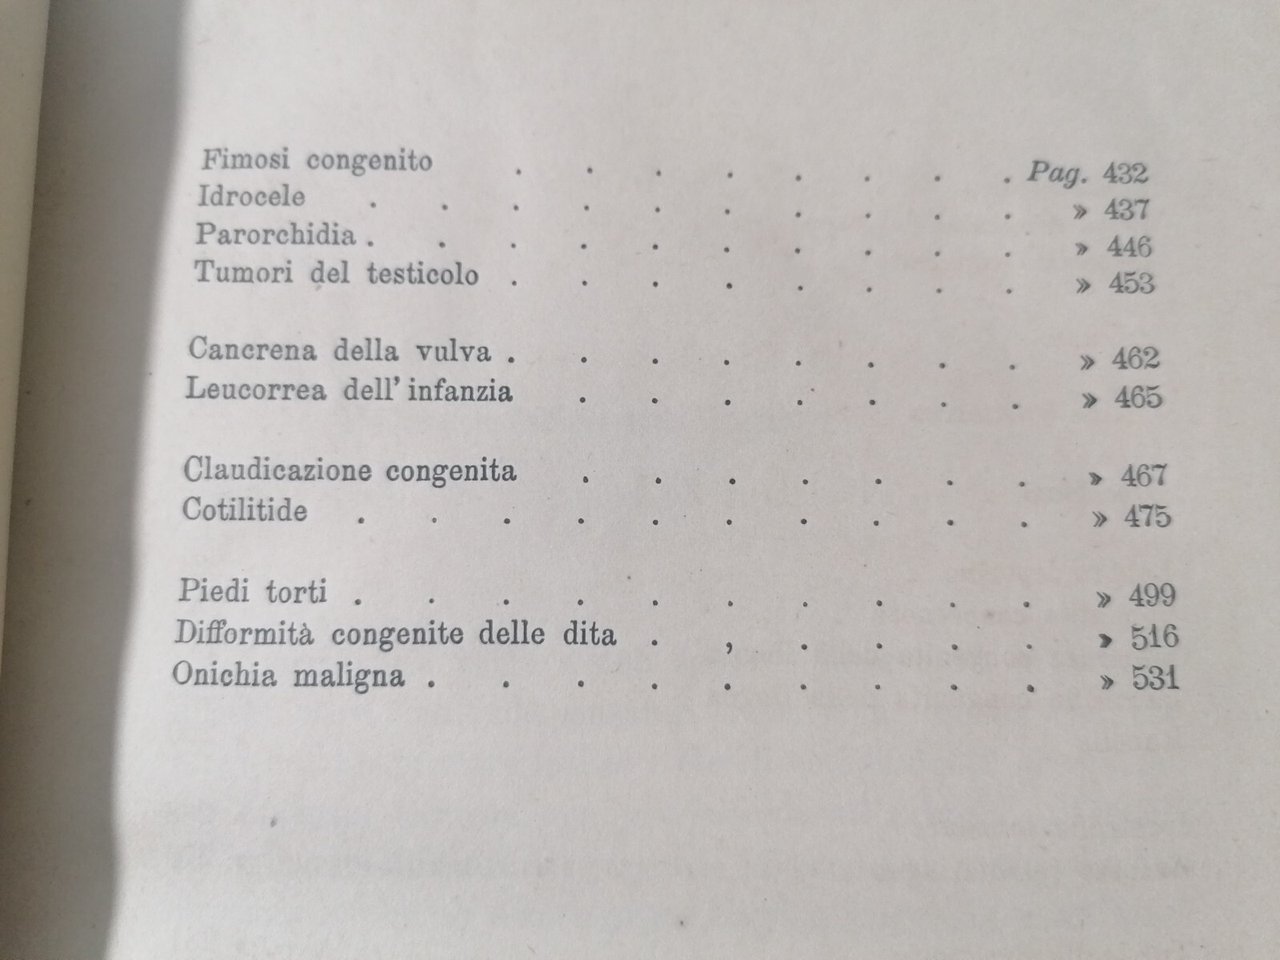 Fimosi congenito . . . . . . . . Pag. 432
Idrocele . . . . . . . . . . » 437
Parorchidia . . . . . . . . . . » 446
Tumori del testicolo . . . . . . . . » 453
Cancrena della vulva . . . . . . . . » 462
Leucorrea dell' infanzia . . . . . . . » 465
Claudicazione congenita . . . . . . . » 467
Cotilitide . . . . . . . . . . » 475
Piedi torti . . . . . . . . . . » 499
Difformità congenite delle dita . , . . . . » 516
Onichia maligna . . . . . . . . . » 531